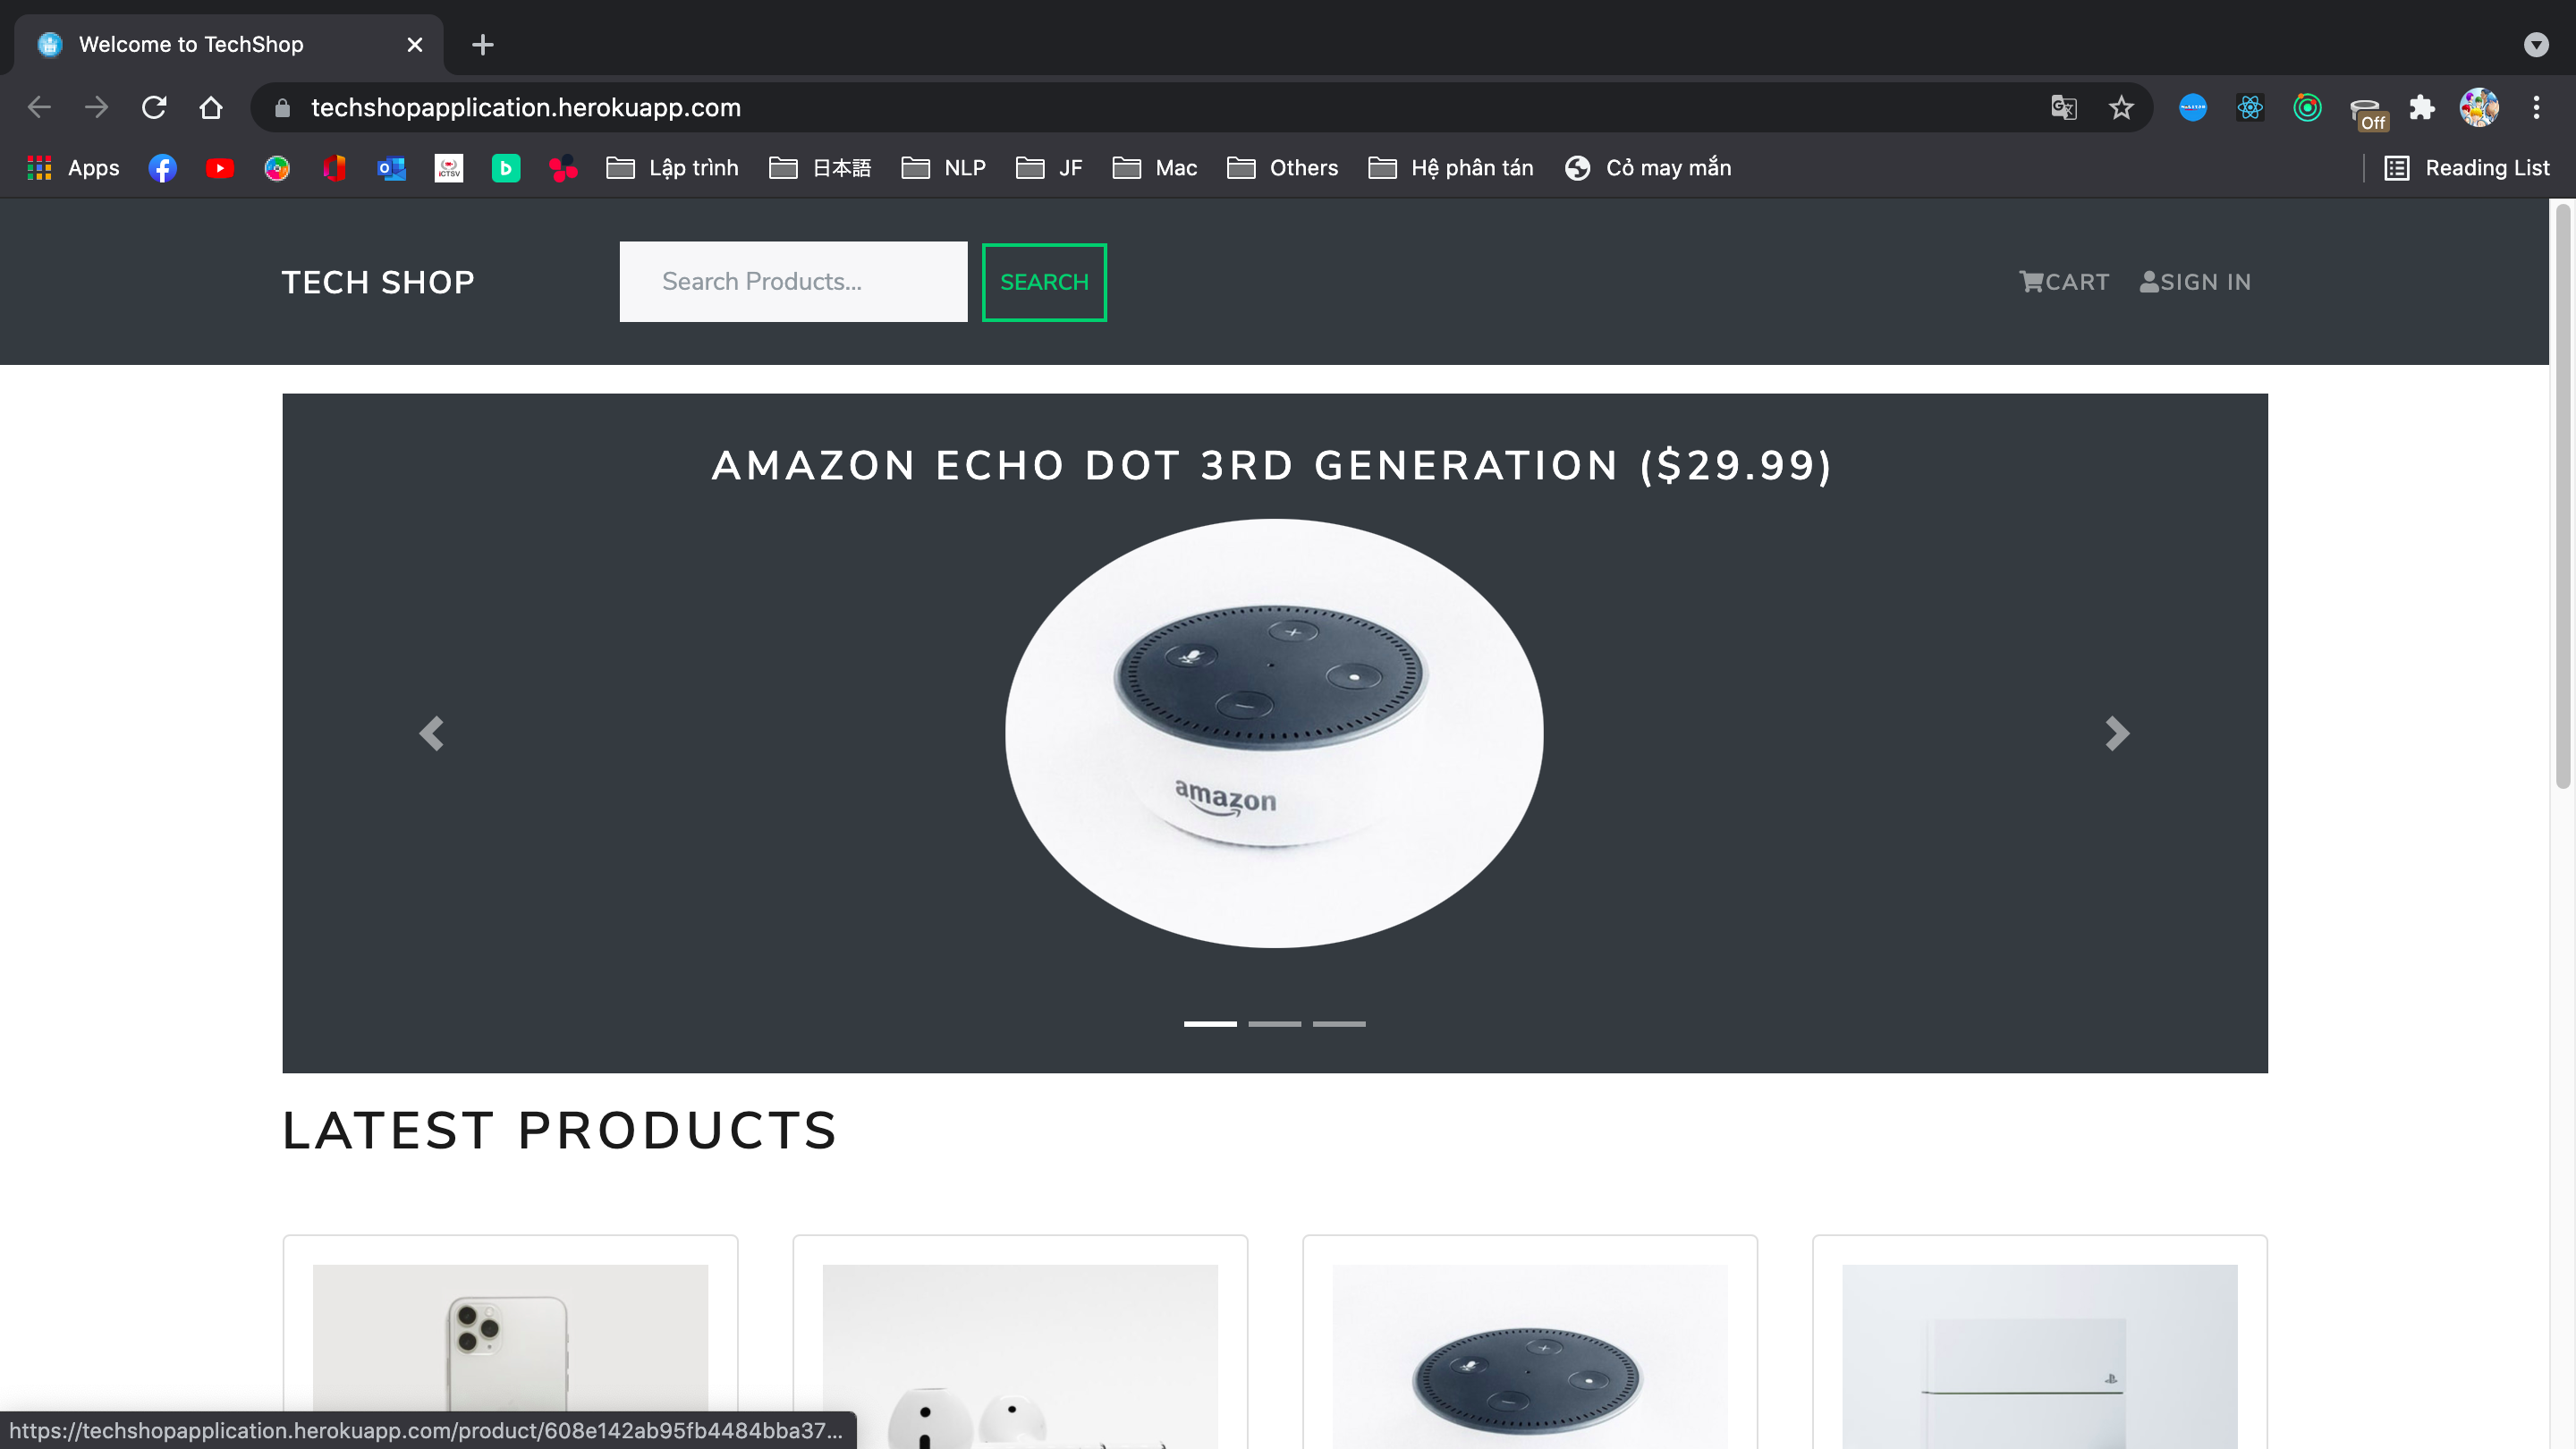 Welcome to TechShop
techshopapplication.herokuapp.com
Off
Apps
iCTSV
b
Lập trình
日本語
NLP
JF
Mac
Others
Hệ phân tán
Cỏ may mắn
Reading List
TECH SHOP
Search Products...
SEARCH
CART
SIGN IN
AMAZON ECHO DOT 3RD GENERATION ($29.99)
amazon
LATEST PRODUCTS
https://techshopapplication.herokuapp.com/product/608e142ab95fb4484bba37...